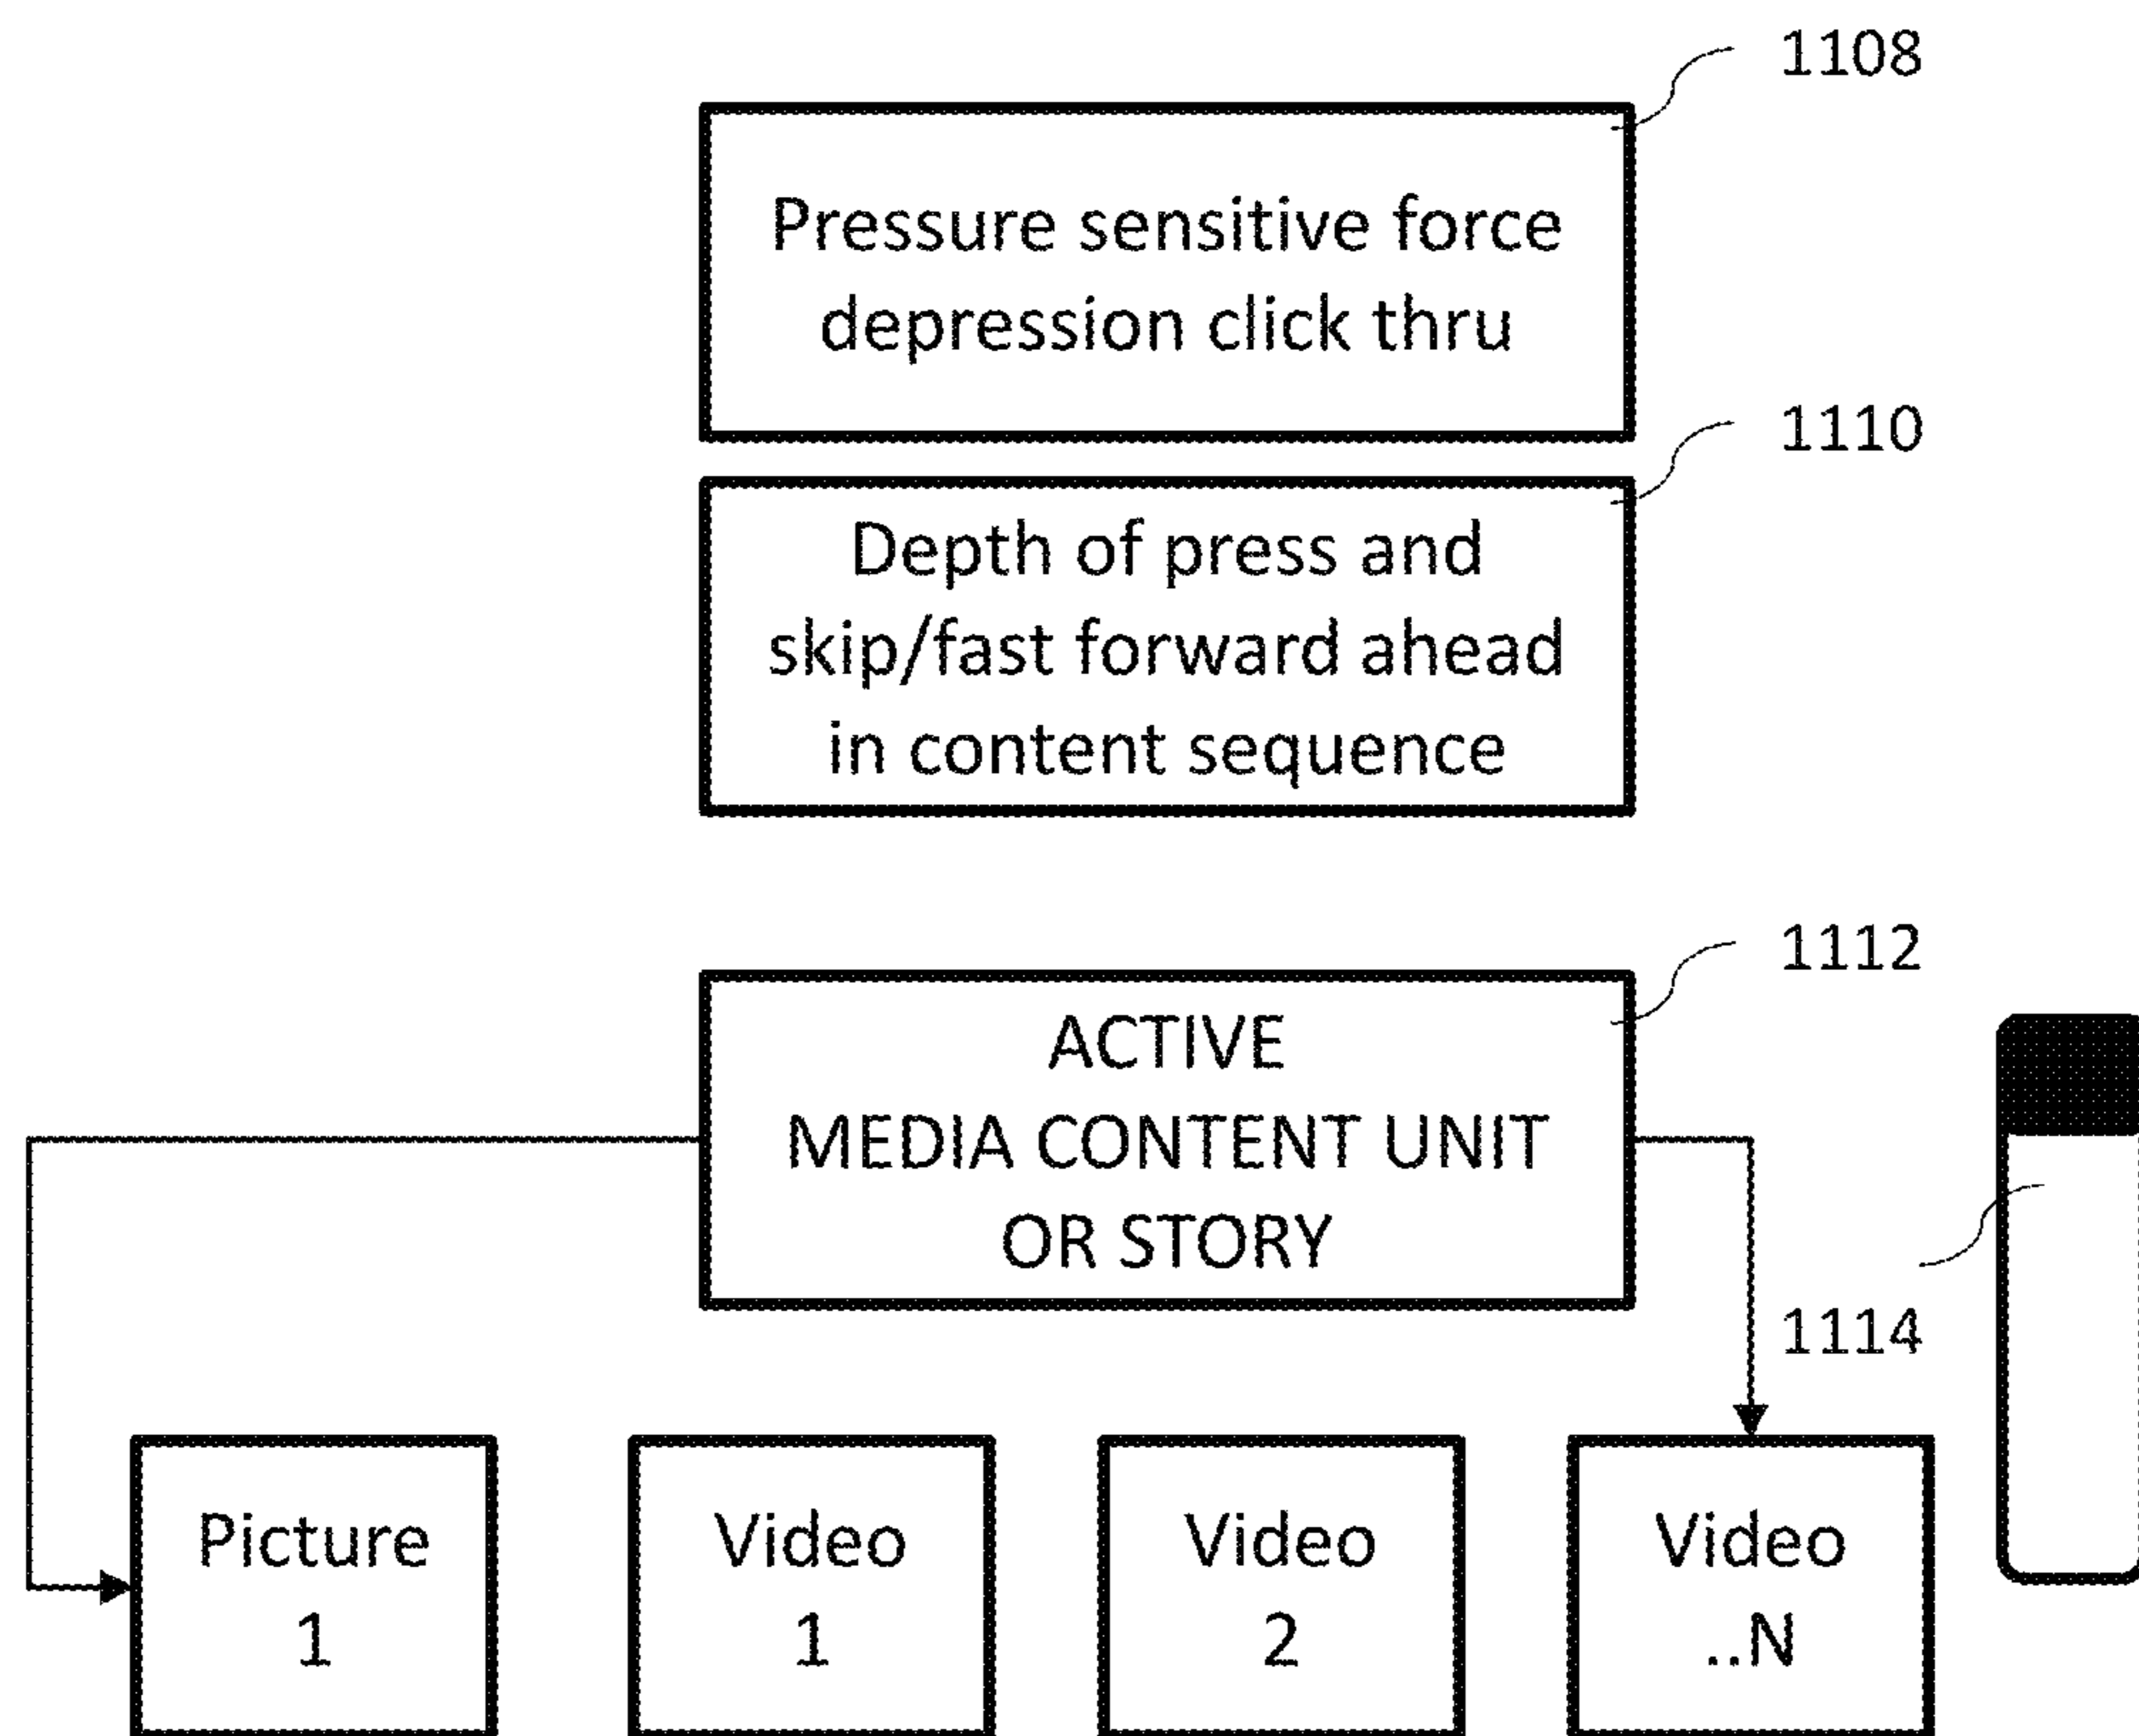 1108
Pressure sensitive force
depression click thru
1110
Depth of press and
skip/fast forward ahead
in content sequence
1112
ACTIVE
MEDIA CONTENT UNIT
OR STORY
1114
Picture
1
Video
1
Video
2
Video
..N